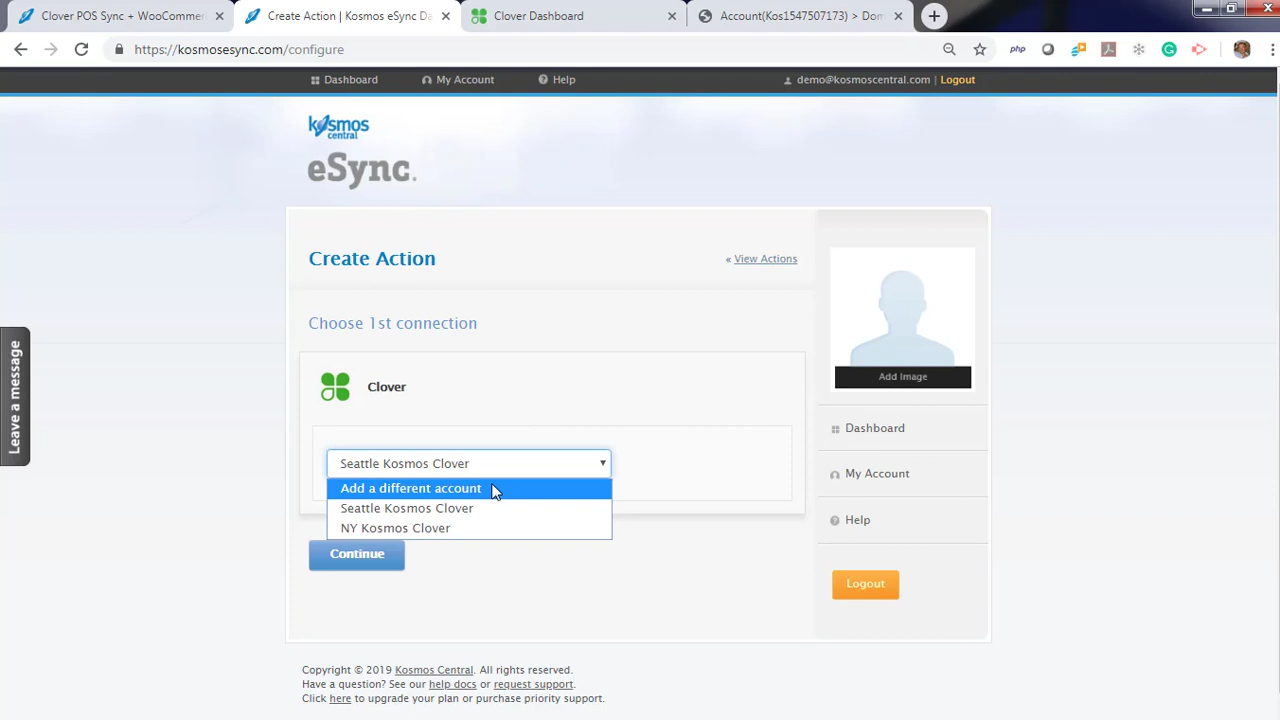 Clover POS Sync + WooCommer
Create Action | Kosmos eSync Da
Clover Dashboard
Account(Kos1547507173) > Dom
https://kosmosesync.com/configure
php
Dashboard
My Account
Help
demo@kosmoscentral.com | Logout
kosmos
central
eSync.
Create Action
« View Actions
Choose 1st connection
Clover
Seattle Kosmos Clover
Add a different account
Seattle Kosmos Clover
NY Kosmos Clover
Continue
Add Image
Dashboard
My Account
Help
Logout
Leave a message
Copyright © 2019 Kosmos Central. All rights reserved.
Have a question? See our help docs or request support.
Click here to upgrade your plan or purchase priority support.